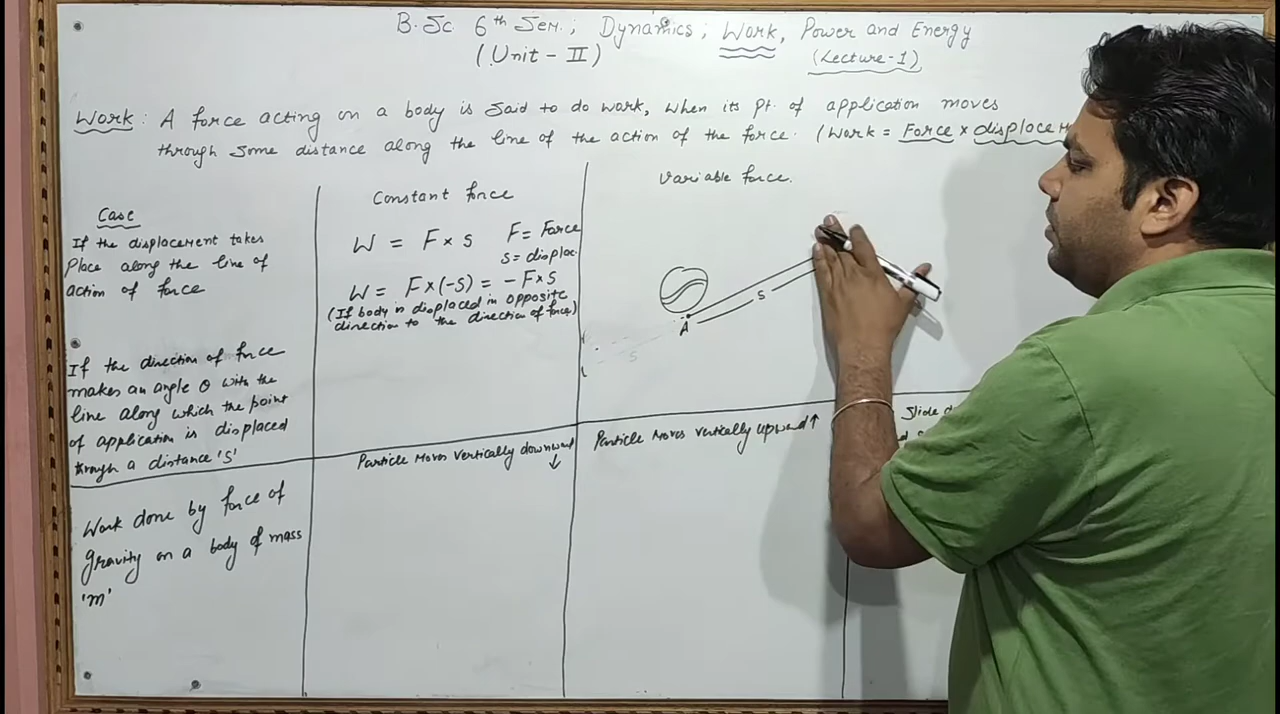 B.Sc 6th Sem.; Dynamics; Work, Power and Energy
(Unit - II) (Lecture-1)
Work: A force acting on a body is said to do work, when its pt. of application moves
through some distance along the line of the action of the force. (Work = Force × displacem
Case
If the displacement takes
Place along the line of
action of force
Constant force
W = F × s F = Force
s = displac.
W = F×(-s) = - F×s
(If body is displaced in opposite
direction to the direction of force)
Variable force.
S
A
S
If the direction of force
makes an angle θ with the
line along which the point
of application is displaced
through a distance 's'
Particle moves vertically downward ↓
Particle moves vertically upward ↑
Slide
Work done by force of
gravity on a body of mass
'm'